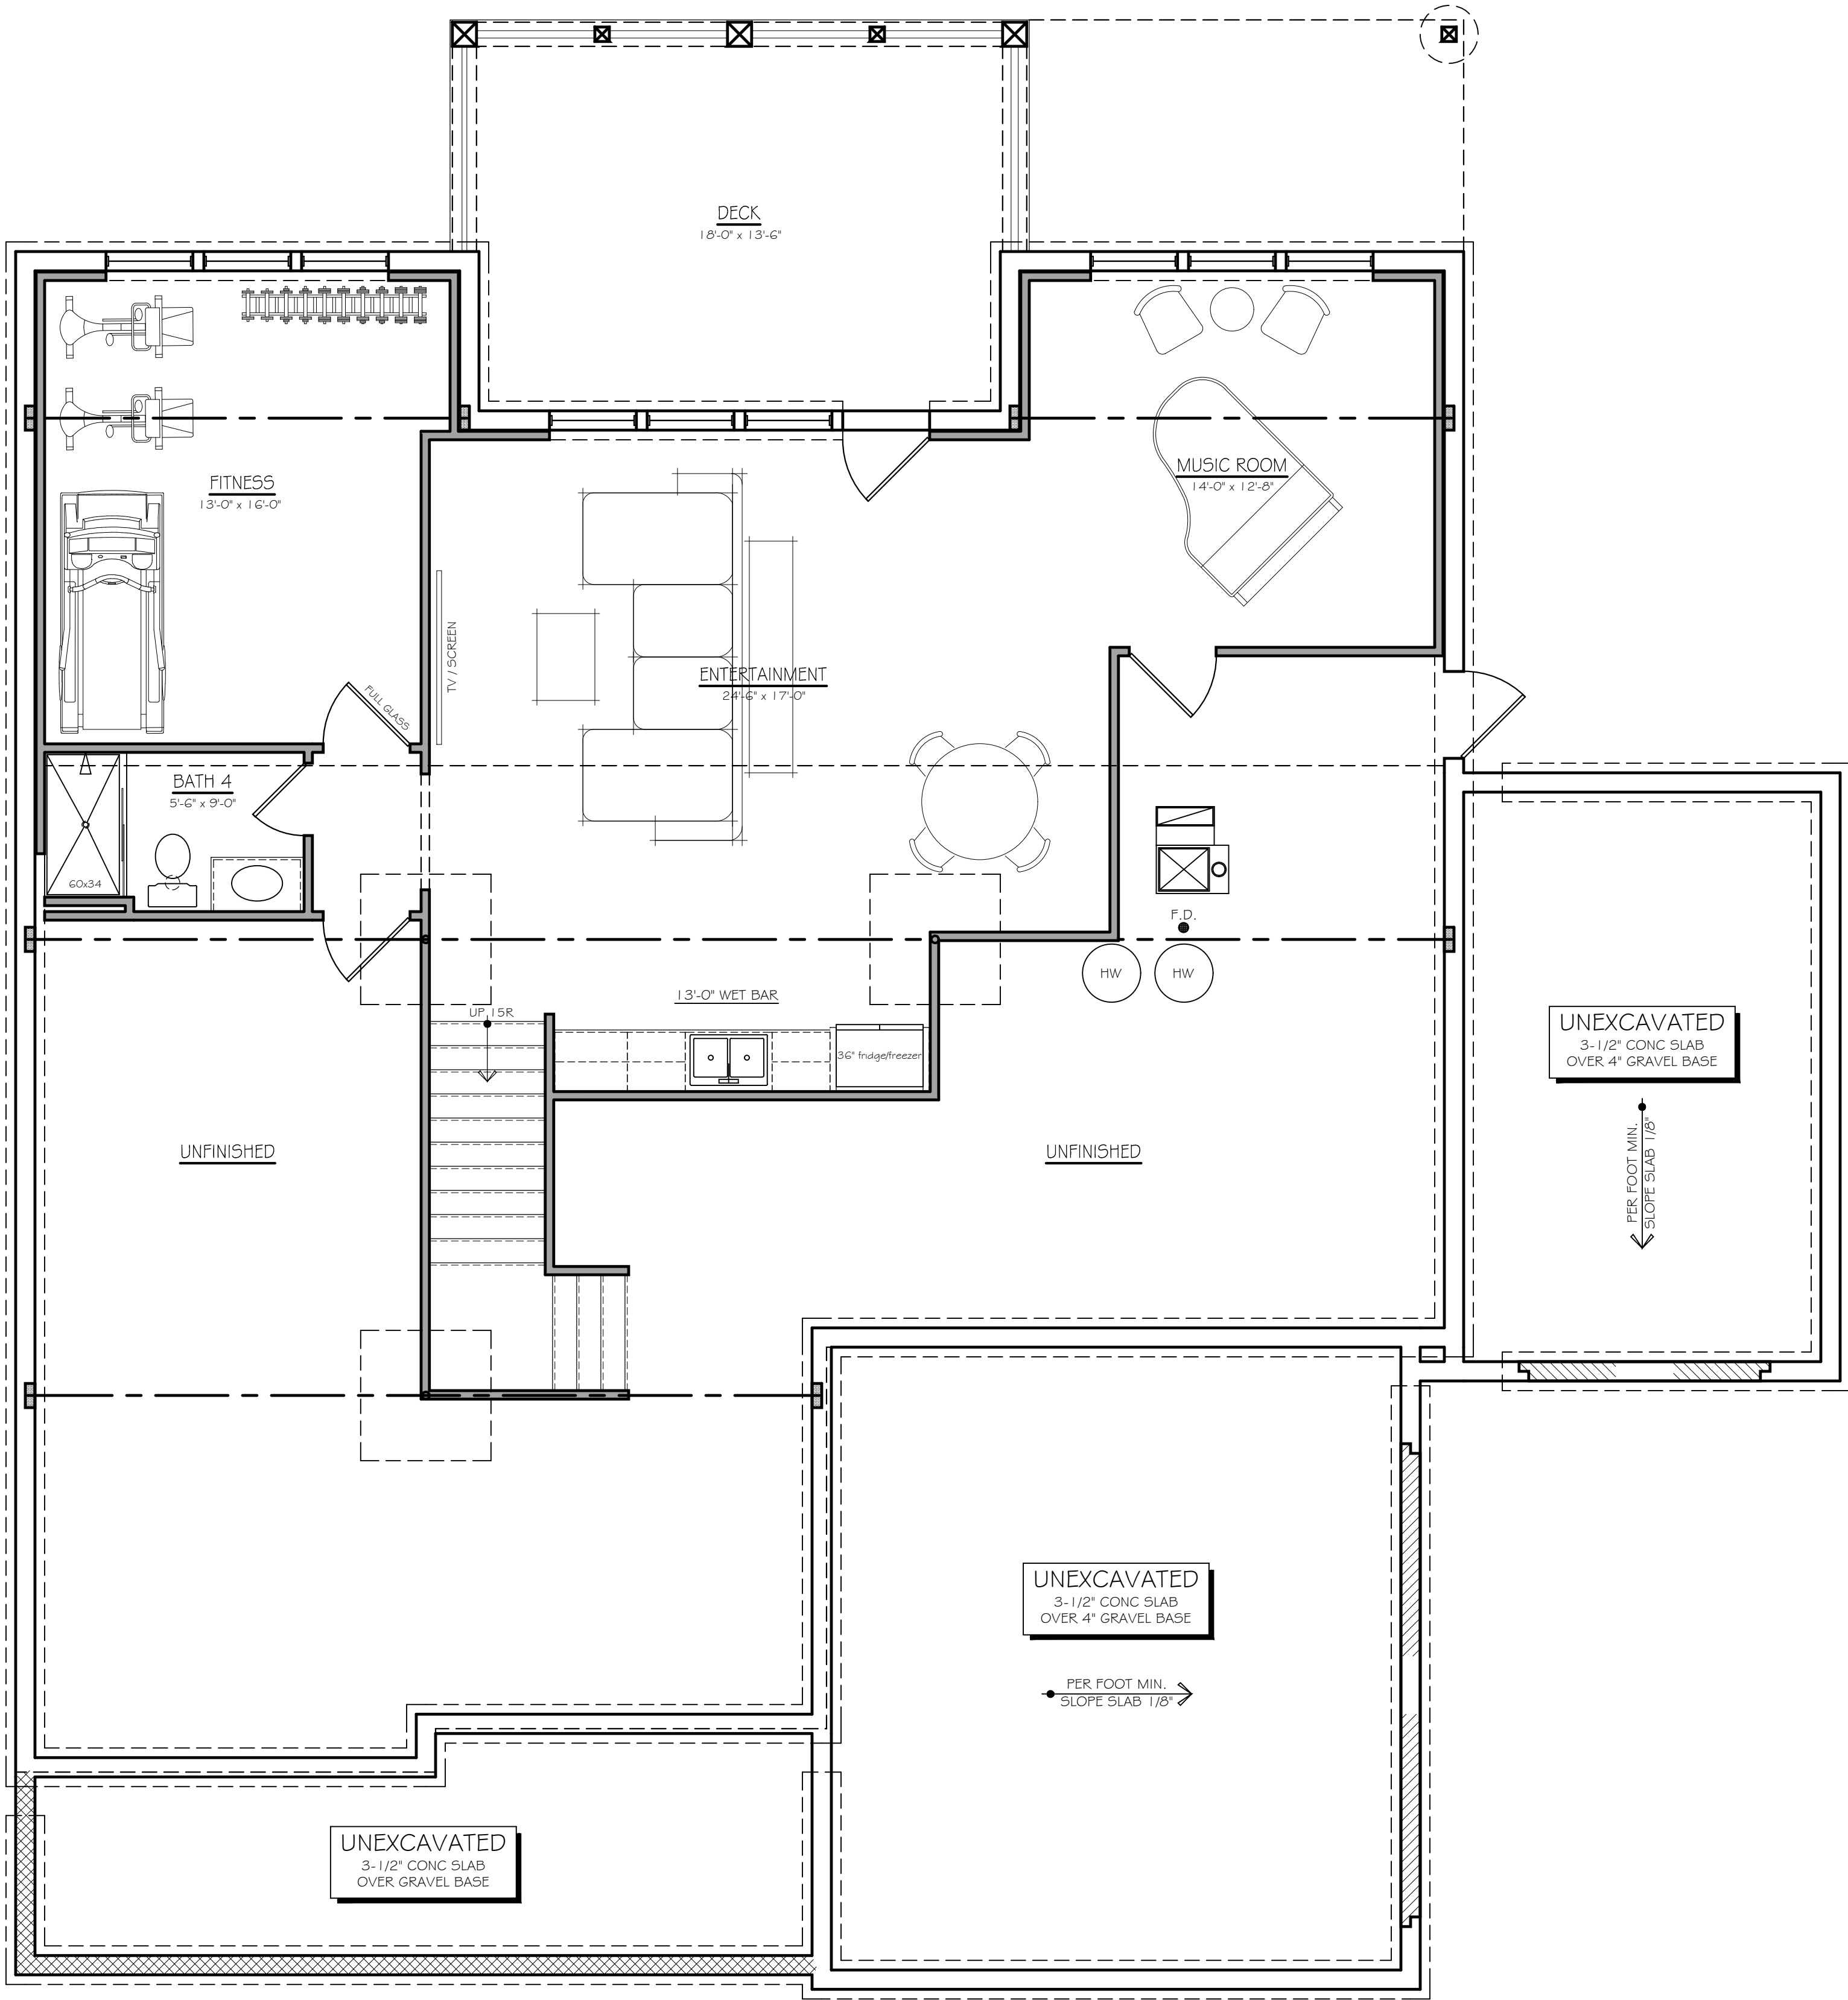 DECK
18'-0" x 13'-6"
FITNESS
13'-0" x 16'-0"
MUSIC ROOM
14'-0" x 12'-8"
TV / SCREEN
FULL GLASS
ENTERTAINMENT
24'-6" x 17'-0"
BATH 4
5'-6" x 9'-0"
60x34
F.D.
HW
HW
13'-0" WET BAR
UP 15R
36" fridge/freezer
UNEXCAVATED
3-1/2" CONC SLAB
OVER 4" GRAVEL BASE
PER FOOT MIN.
SLOPE SLAB 1/8"
UNFINISHED
UNFINISHED
UNEXCAVATED
3-1/2" CONC SLAB
OVER 4" GRAVEL BASE
PER FOOT MIN.
SLOPE SLAB 1/8"
UNEXCAVATED
3-1/2" CONC SLAB
OVER GRAVEL BASE